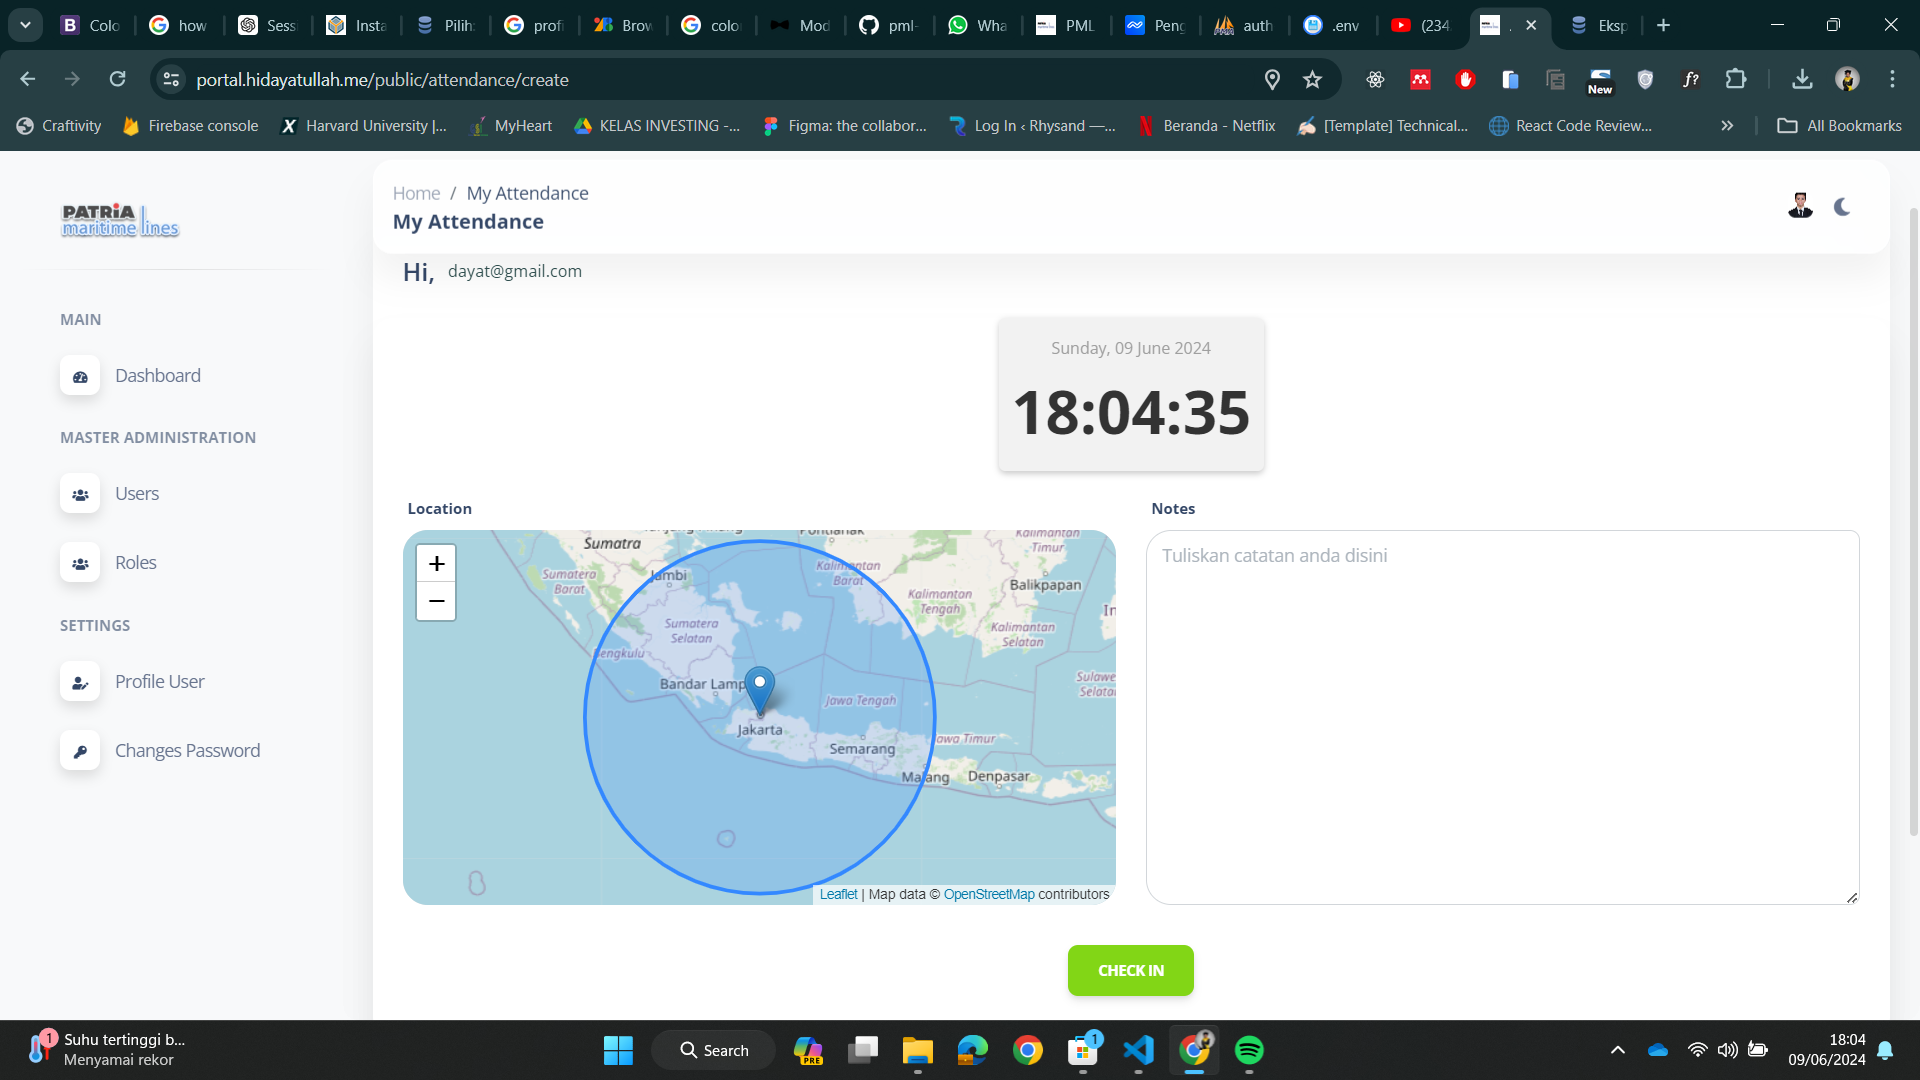 Colo
how
Sess
Insta
Pilih
profi
Brow
colo
Mod
pml-
Wha
PML
Peng
auth
.env
(234
Eksp
portal.hidayatullah.me/public/attendance/create
New
Craftivity
Firebase console
Harvard University |...
MyHeart
KELAS INVESTING -...
Figma: the collabor...
Log In ‹ Rhysand —...
Beranda - Netflix
[Template] Technical...
React Code Review...
All Bookmarks
PATRIA
maritime lines
Home / My Attendance
My Attendance
Hi, dayat@gmail.com
MAIN
Dashboard
MASTER ADMINISTRATION
Users
Roles
SETTINGS
Profile User
Changes Password
Sunday, 09 June 2024
18:04:35
Location
Notes
+
−
Sumatra
Pontianak
Kalimantan
Timur
Sumatera
Barat
Jambi
Kalimantan
Barat
Balikpapan
Kalimantan
Tengah
Sumatera
Selatan
Kalimantan
Selatan
Bengkulu
Bandar Lamp
Jawa Tengah
Jakarta
Semarang
awa Timur
Malang
Denpasar
Leaflet | Map data © OpenStreetMap contributors
Tuliskan catatan anda disini
CHECK IN
1
Suhu tertinggi b...
Menyamai rekor
Search
PRE
1
18:04
09/06/2024